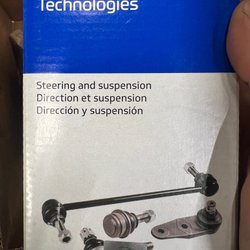 Technologies
Steering and suspension
Direction et suspension
Dirección y suspensión